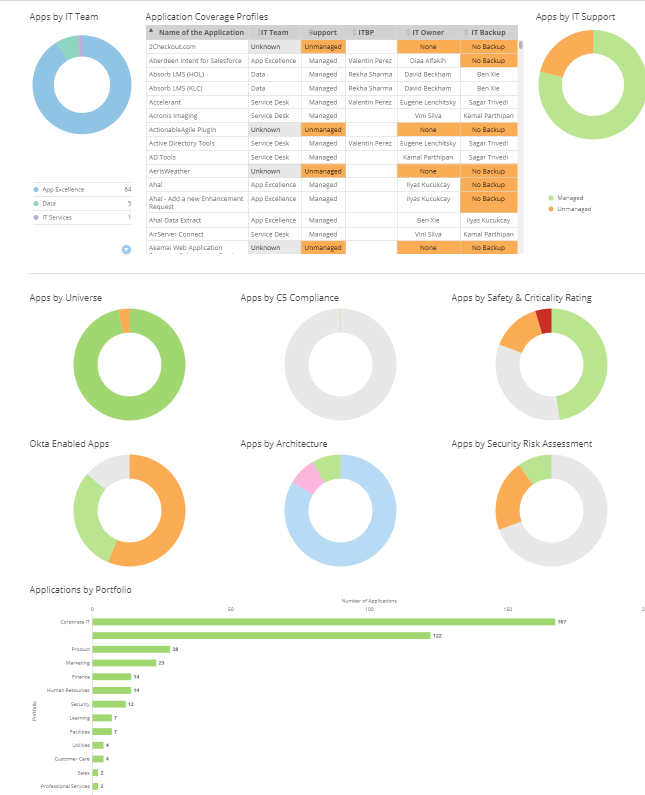 Apps by IT Team
Application Coverage Profiles
Apps by IT Support
Name of the Application IT Team Support ITBP IT Owner IT Backup
2Checkout.com Unknown Unmanaged None No Backup
Aberdeen Intent for Salesforce App Excellence Managed Valentin Perez Diaa Alfakih No Backup
Absorb LMS (HOL) Data Managed Rekha Sharma David Beckham Ben Xie
Absorb LMS (KLC) Data Managed Rekha Sharma David Beckham Ben Xie
Accelerant Service Desk Managed Valentin Perez Eugene Lenchitsky Sagar Trivedi
Acronis Imaging Service Desk Managed Vini Silva Kamal Parthipan
ActionableAgile Plugin Unknown Unmanaged None No Backup
Active Directory Tools Service Desk Managed Valentin Perez Eugene Lenchitsky Sagar Trivedi
AD Tools Service Desk Managed Kamal Parthipan Sagar Trivedi
AerisWeather Unknown Unmanaged None No Backup
Aha! App Excellence Managed Ilyas Kucukcay No Backup
Aha! - Add a new Enhancement App Excellence Managed Ilyas Kucukcay No Backup
Request
Aha! Data Extract App Excellence Managed Ben Xie Ilyas Kucukcay
AirServer Connect Service Desk Managed Vini Silva Kamal Parthipan
Akamai Web Application Unknown Unmanaged None No Backup
App Excellence 64
Data 5
IT Services 1
Managed
Unmanaged
Apps by Universe
Apps by C5 Compliance
Apps by Safety & Criticality Rating
Okta Enabled Apps
Apps by Architecture
Apps by Security Risk Assessment
Applications by Portfolio
Number of Applications
0 50 100 150 2
Portfolio
Corporate IT 167
122
Product 28
Marketing 23
Finance 14
Human Resources 14
Security 12
Learning 7
Facilities 7
Utilities 4
Customer Care 4
Sales 2
Professional Services 2